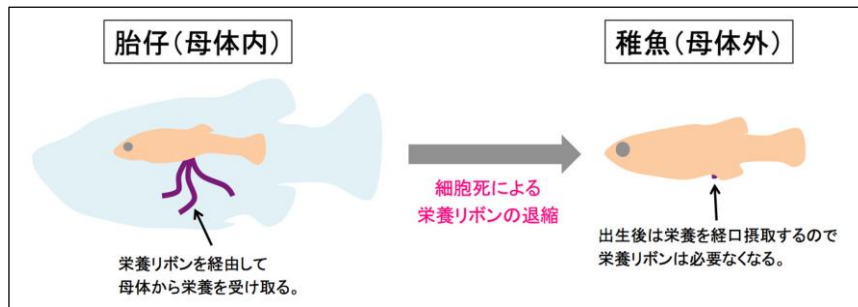 胎仔(母体内)
稚魚(母体外)
細胞死による
栄養リボンの退縮
栄養リボンを経由して
母体から栄養を受け取る。
出生後は栄養を経口摂取するので
栄養リボンは必要なくなる。